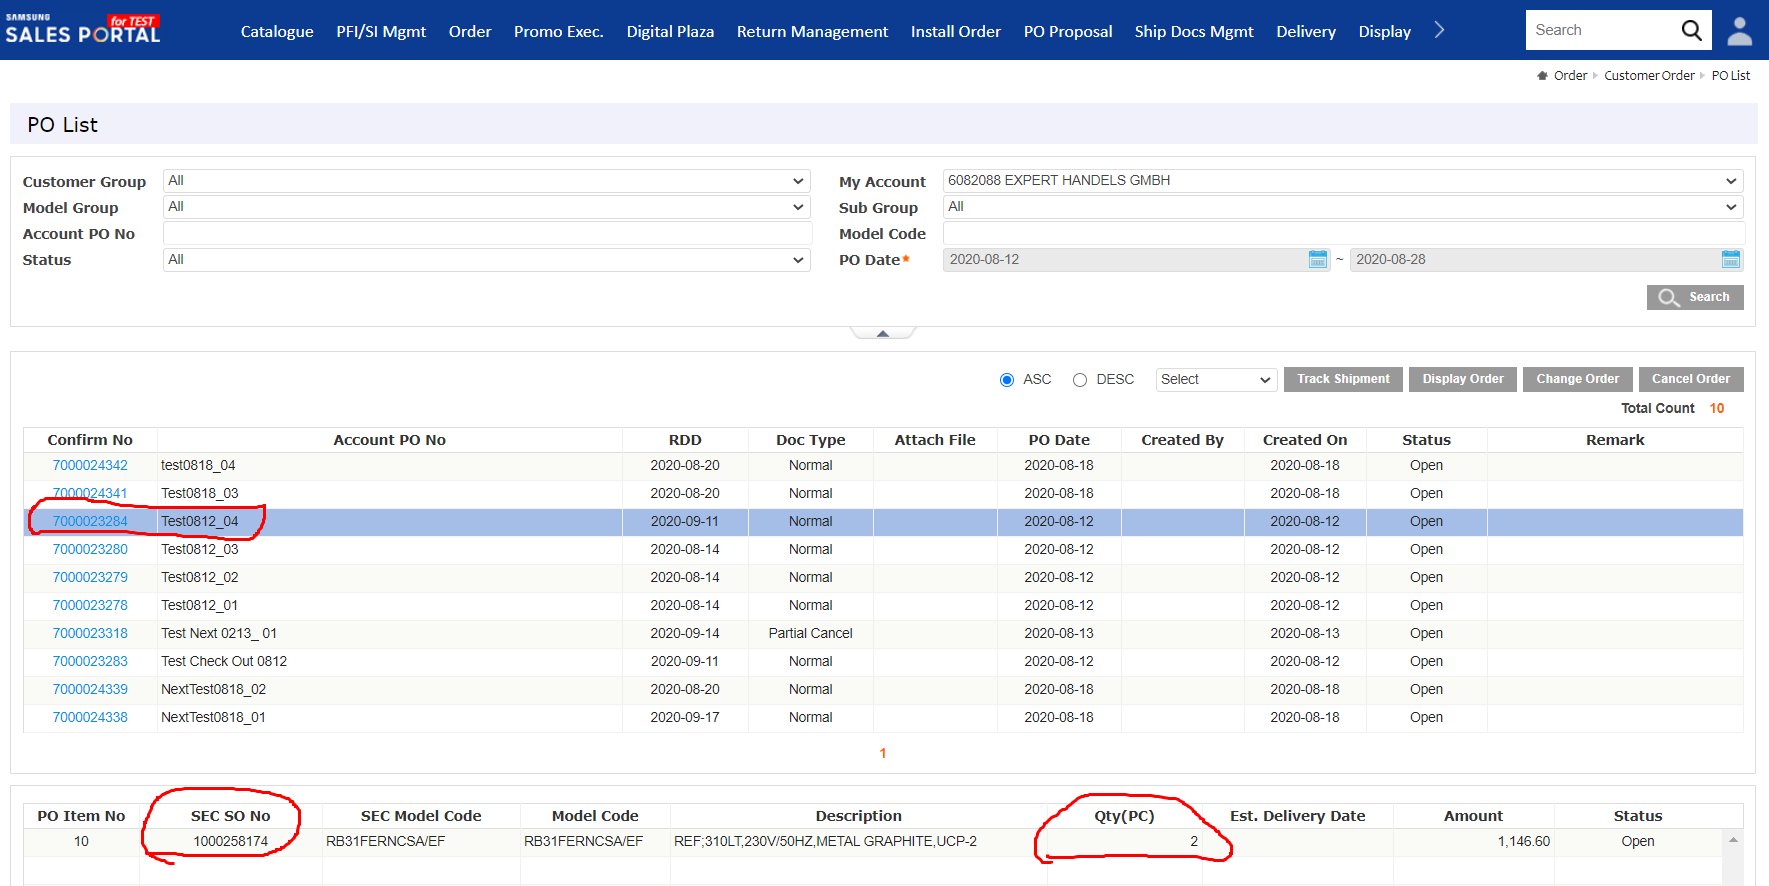 SAMSUNG for TEST
SALES PORTAL
Catalogue PFI/SI Mgmt Order Promo Exec. Digital Plaza Return Management Install Order PO Proposal Ship Docs Mgmt Delivery Display Search
Order Customer Order PO List
PO List
Customer Group All My Account 6082088 EXPERT HANDELS GMBH
Model Group All Sub Group All
Account PO No Model Code
Status All PO Date* 2020-08-12 ~ 2020-08-28
Search
ASC DESC Select Track Shipment Display Order Change Order Cancel Order
Total Count 10
Confirm No Account PO No RDD Doc Type Attach File PO Date Created By Created On Status Remark
7000024342 test0818_04 2020-08-20 Normal 2020-08-18 2020-08-18 Open
7000024341 Test0818_03 2020-08-20 Normal 2020-08-18 2020-08-18 Open
7000023284 Test0812_04 2020-09-11 Normal 2020-08-12 2020-08-12 Open
7000023280 Test0812_03 2020-08-14 Normal 2020-08-12 2020-08-12 Open
7000023279 Test0812_02 2020-08-14 Normal 2020-08-12 2020-08-12 Open
7000023278 Test0812_01 2020-08-14 Normal 2020-08-12 2020-08-12 Open
7000023318 Test Next 0213_ 01 2020-09-14 Partial Cancel 2020-08-13 2020-08-13 Open
7000023283 Test Check Out 0812 2020-09-11 Normal 2020-08-12 2020-08-12 Open
7000024339 NextTest0818_02 2020-08-20 Normal 2020-08-18 2020-08-18 Open
7000024338 NextTest0818_01 2020-09-17 Normal 2020-08-18 2020-08-18 Open
1
PO Item No SEC SO No SEC Model Code Model Code Description Qty(PC) Est. Delivery Date Amount Status
10 1000258174 RB31FERNCSA/EF RB31FERNCSA/EF REF;310LT,230V/50HZ,METAL GRAPHITE,UCP-2 2 1,146.60 Open